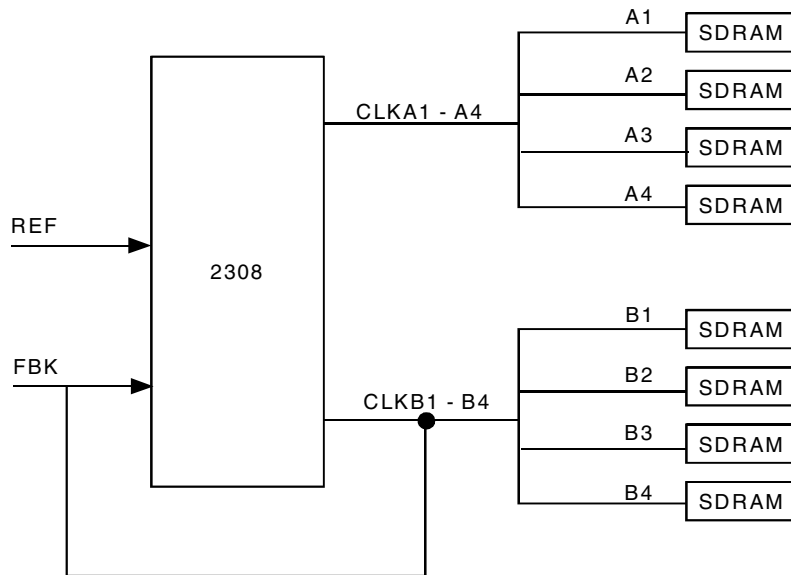 A1
SDRAM
A2
SDRAM
CLKA1 - A4
A3
SDRAM
A4
SDRAM
REF
2308
B1
SDRAM
FBK
B2
SDRAM
CLKB1 - B4
B3
SDRAM
B4
SDRAM